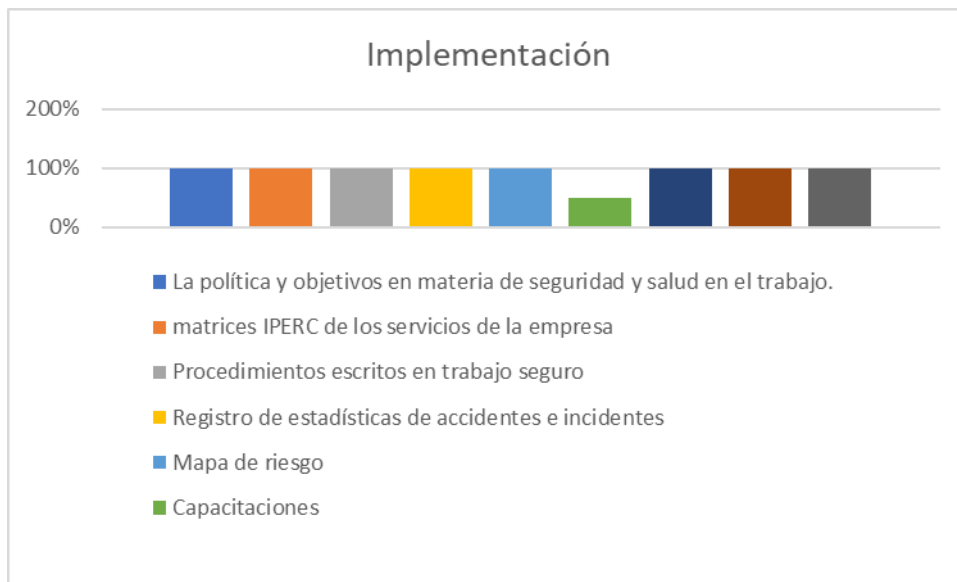 Implementación
200%
100%
0%
La política y objetivos en materia de seguridad y salud en el trabajo.
matrices IPERC de los servicios de la empresa
Procedimientos escritos en trabajo seguro
Registro de estadísticas de accidentes e incidentes
Mapa de riesgo
Capacitaciones